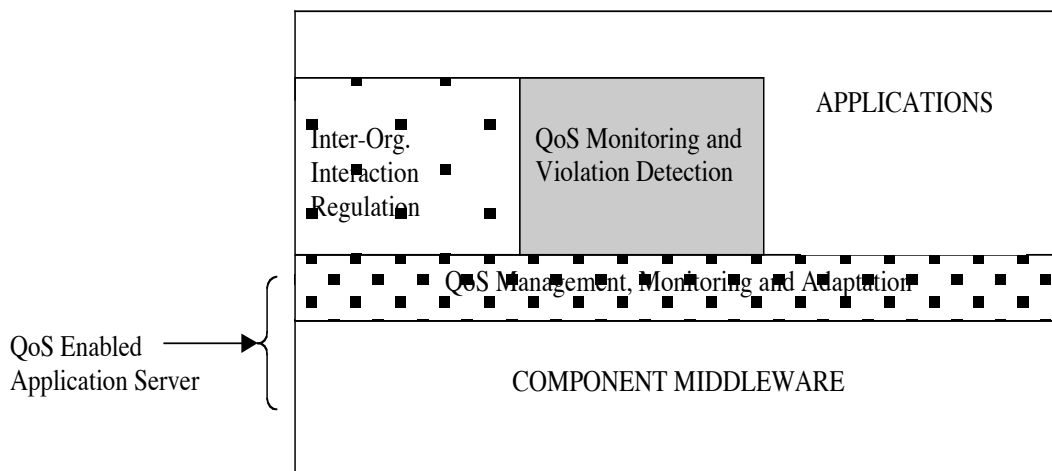 APPLICATIONS
Inter-Org.
Interaction
Regulation
QoS Monitoring and
Violation Detection
QoS Management, Monitoring and Adaptation
QoS Enabled
Application Server
COMPONENT MIDDLEWARE